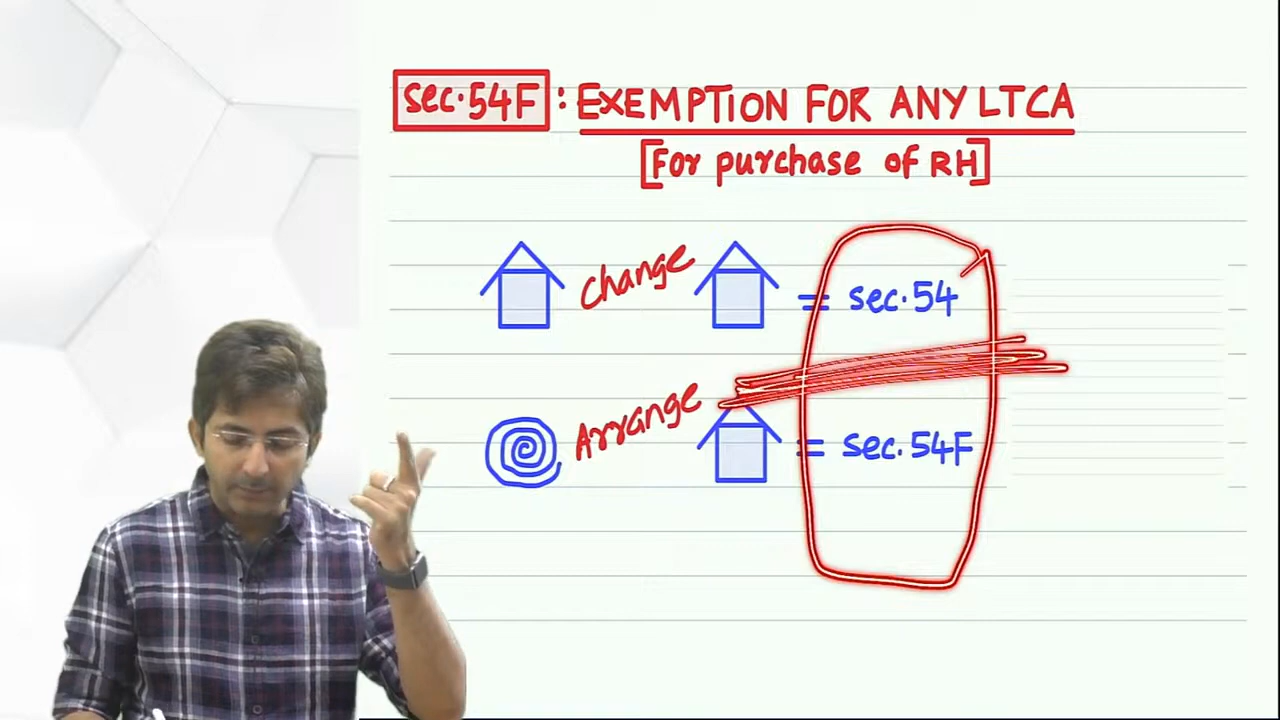 Sec.54F : EXEMPTION FOR ANY LTCA
[For purchase of RH]
Change = sec.54
Arrange = sec.54F